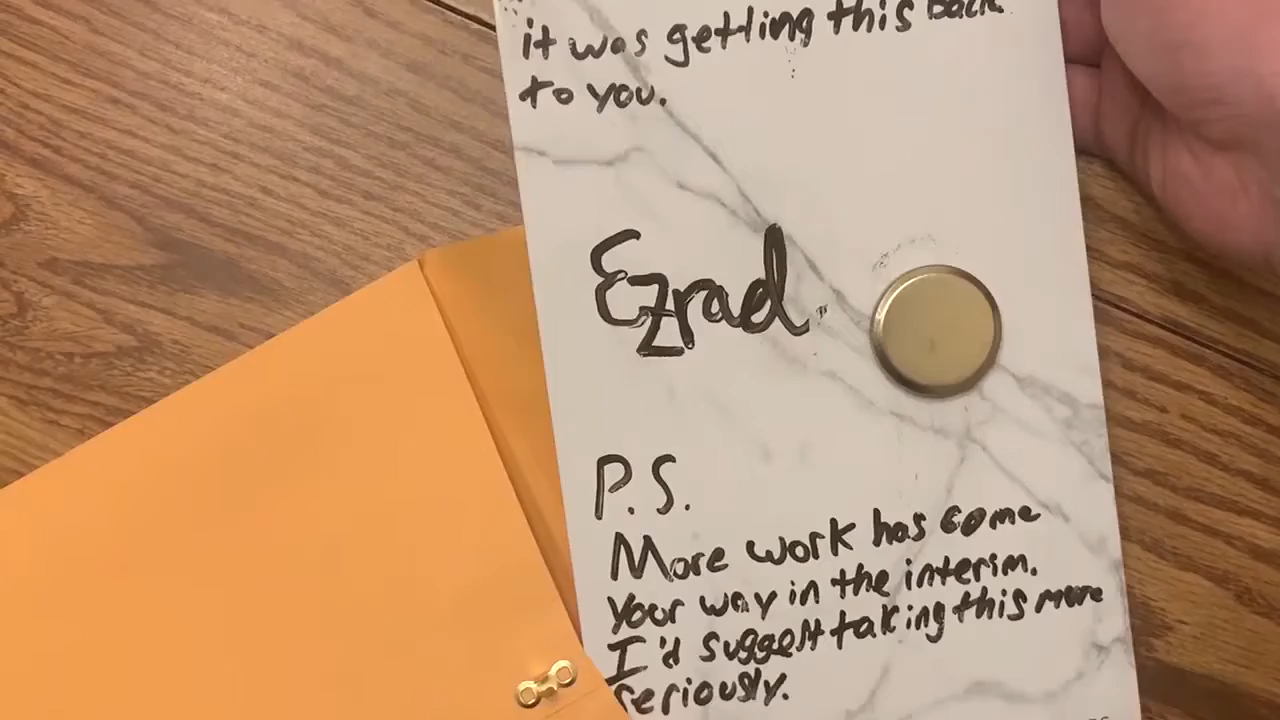 it was getting this back
to you.
Ezrad
P.S.
More work has come
your way in the interim.
I'd suggest taking this more
seriously.